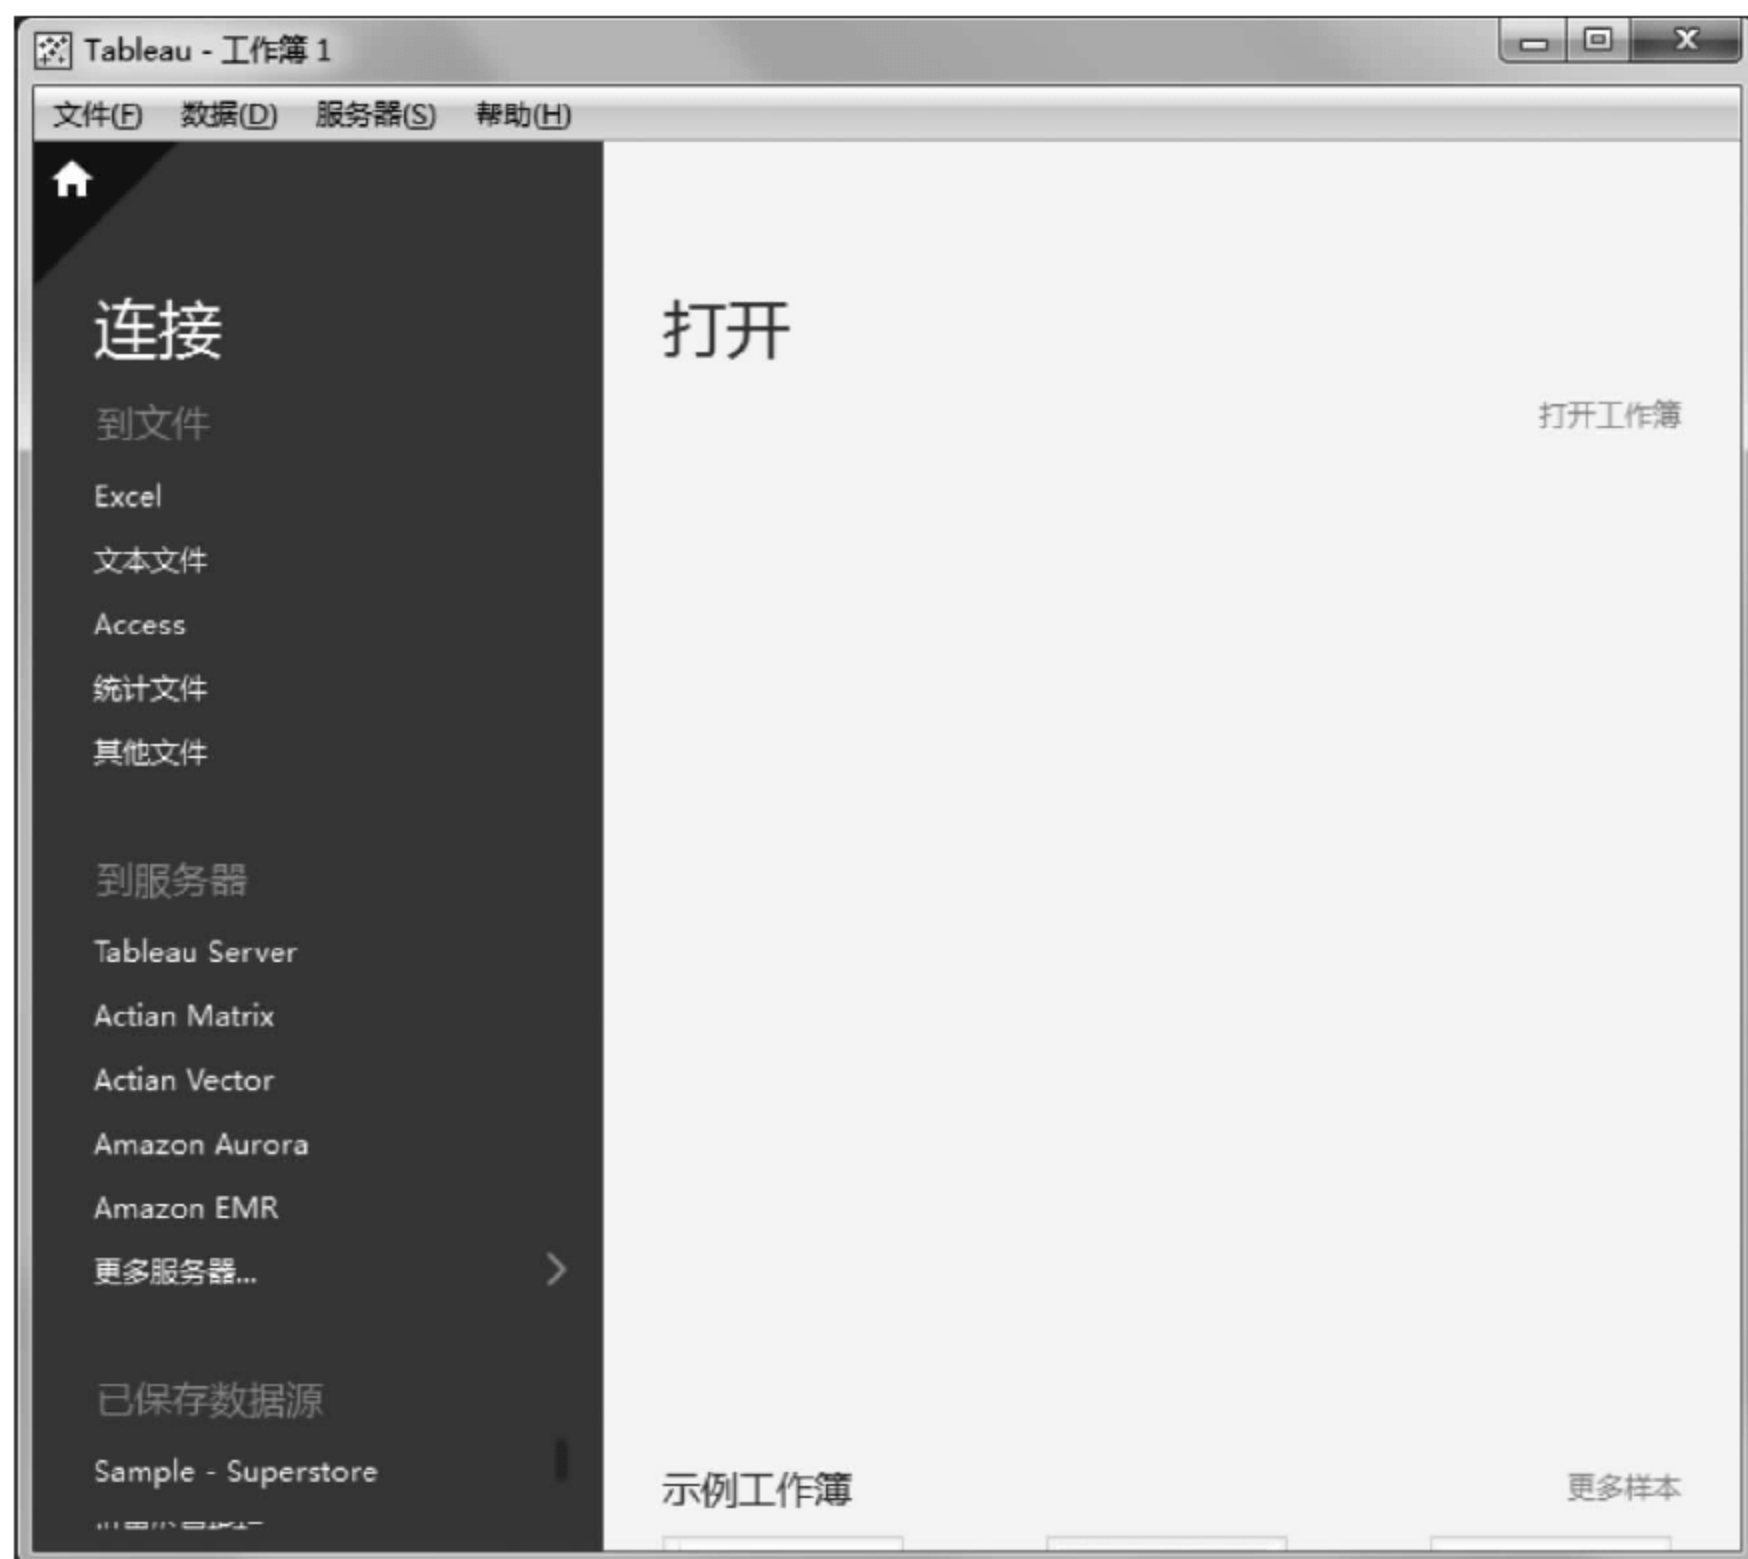 Tableau - 工作簿 1
文件(F) 数据(D) 服务器(S) 帮助(H)
连接
到文件
Excel
文本文件
Access
统计文件
其他文件
到服务器
Tableau Server
Actian Matrix
Actian Vector
Amazon Aurora
Amazon EMR
更多服务器...
已保存数据源
Sample - Superstore
打开
打开工作簿
示例工作簿
更多样本